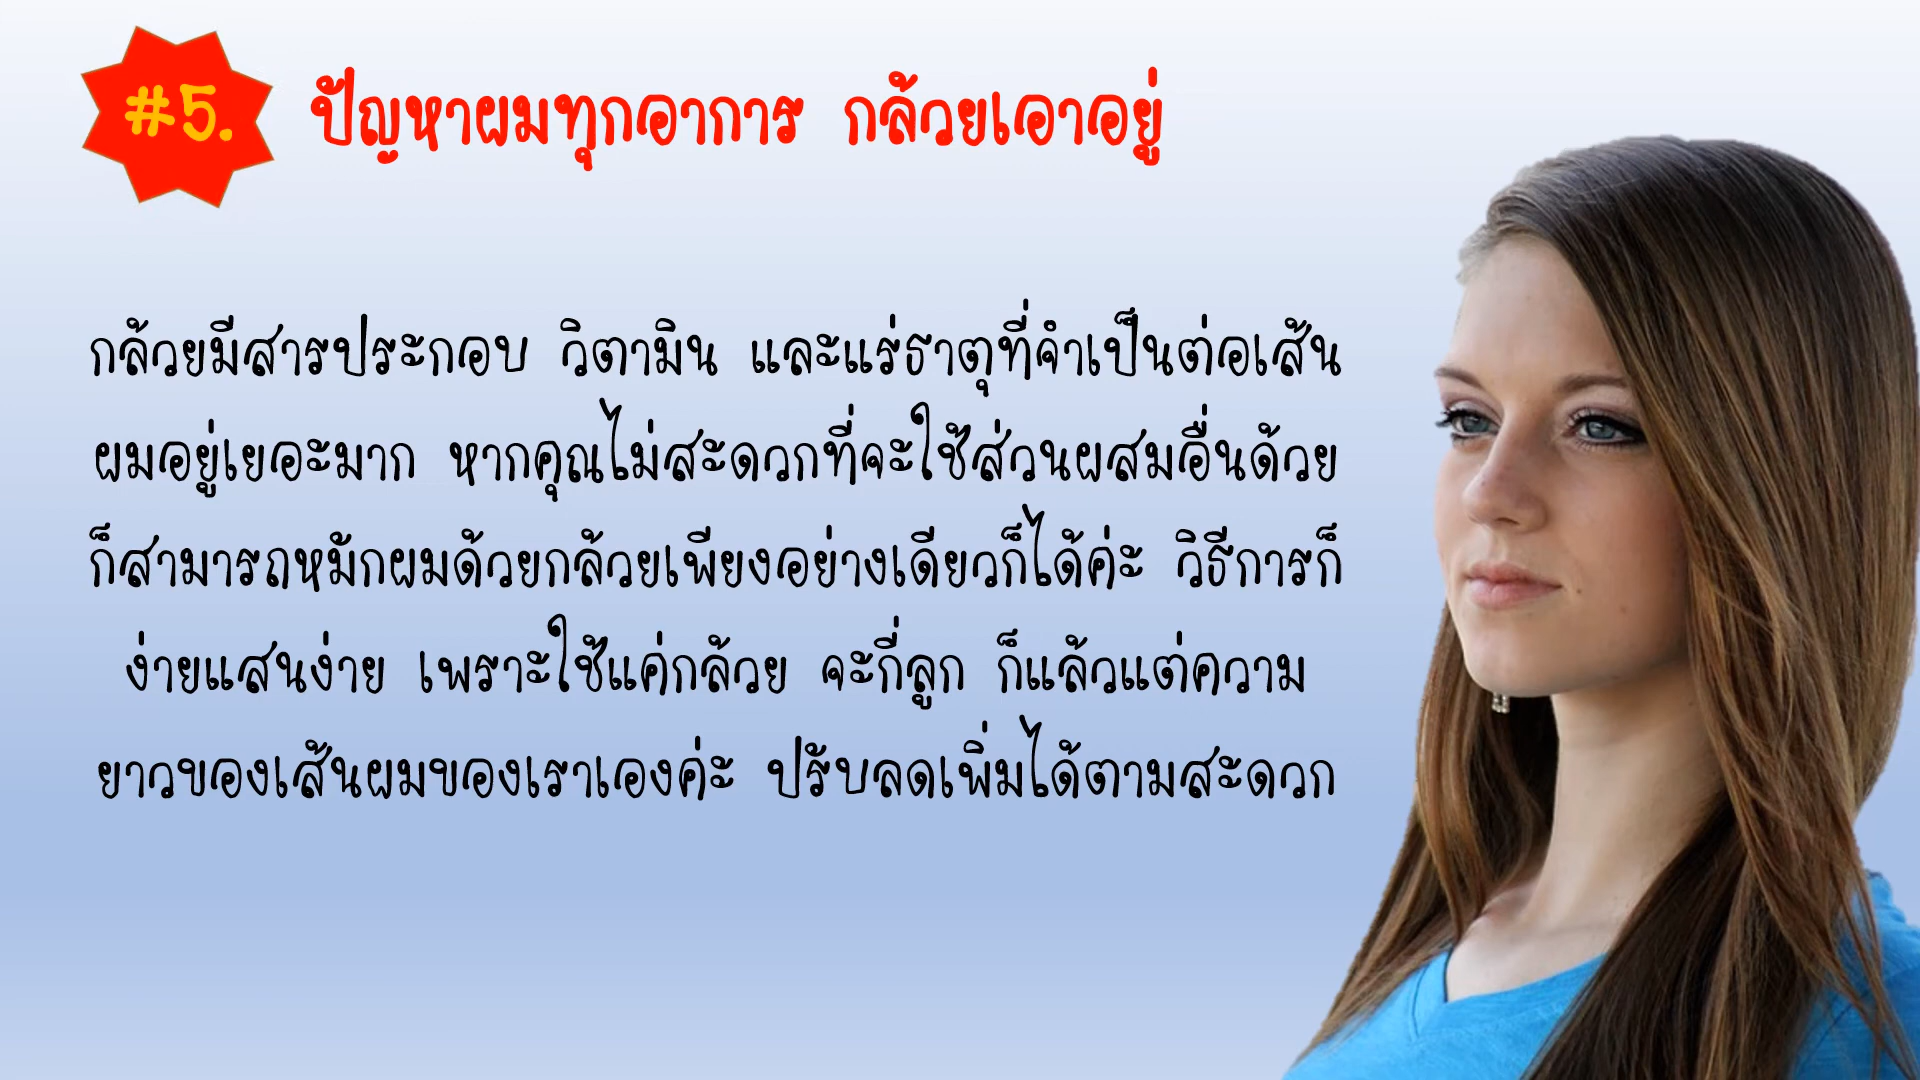 #5. ปัญหาผมทุกอาการ กล้วยเอาอยู่
กล้วยมีสารประกอบ วิตามิน และแร่ธาตุที่จำเป็นต่อเส้น
ผมอยู่เยอะมาก หากคุณไม่สะดวกที่จะใช้ส่วนผสมอื่นด้วย
ก็สามารถหมักผมด้วยกล้วยเพียงอย่างเดียวก็ได้ค่ะ วิธีการก็
ง่ายแสนง่าย เพราะใช้แค่กล้วย จะกี่ลูก ก็แล้วแต่ความ
ยาวของเส้นผมของเราเองค่ะ ปรับลดเพิ่มได้ตามสะดวก